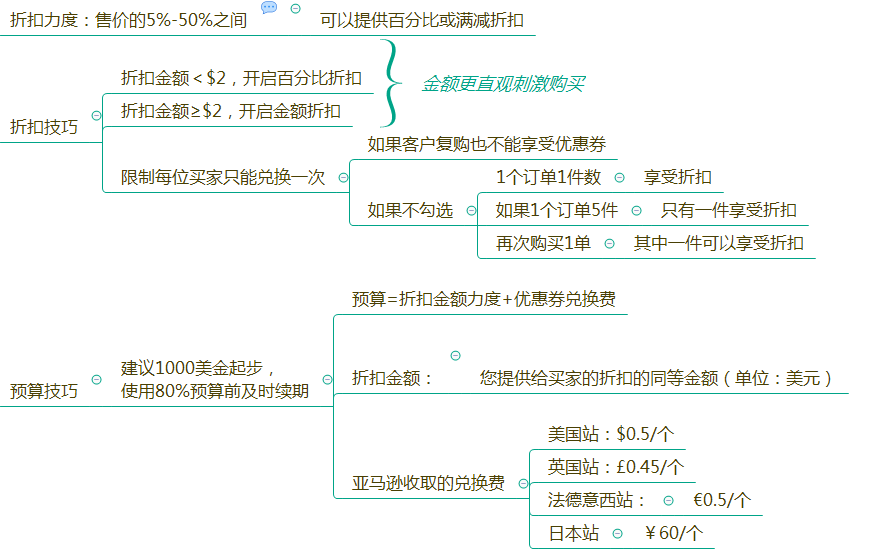 折扣力度：售价的5%-50%之间
可以提供百分比或满减折扣
折扣技巧
折扣金额＜$2，开启百分比折扣
折扣金额≥$2，开启金额折扣
金额更直观刺激购买
限制每位买家只能兑换一次
如果客户复购也不能享受优惠券
如果不勾选
1个订单1件数
享受折扣
如果1个订单5件
只有一件享受折扣
再次购买1单
其中一件可以享受折扣
预算技巧
建议1000美金起步，
使用80%预算前及时续期
预算=折扣金额力度+优惠券兑换费
折扣金额：
您提供给买家的折扣的同等金额（单位：美元）
亚马逊收取的兑换费
美国站：$0.5/个
英国站：£0.45/个
法德意西站：
€0.5/个
日本站
￥60/个